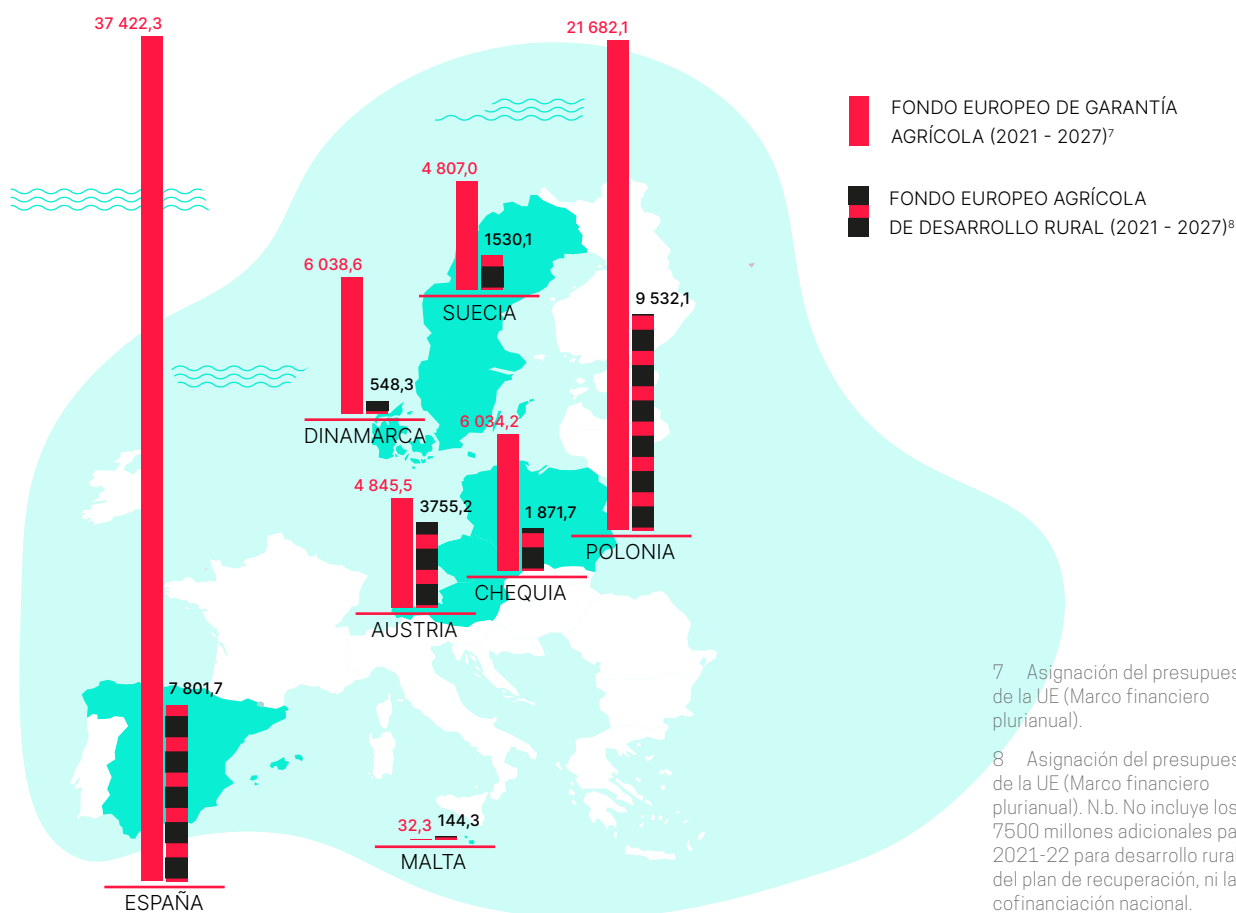 37 422,3
21 682,1
FONDO EUROPEO DE GARANTÍA
AGRÍCOLA (2021 - 2027)⁷
FONDO EUROPEO AGRÍCOLA
DE DESARROLLO RURAL (2021 - 2027)⁸
4 807,0
1530,1
SUECIA
6 038,6
548,3
DINAMARCA
9 532,1
POLONIA
6 034,2
1 871,7
CHEQUIA
4 845,5
3755,2
AUSTRIA
7 801,7
ESPAÑA
32,3
144,3
MALTA
7 Asignación del presupues
de la UE (Marco financiero
plurianual).
8 Asignación del presupues
de la UE (Marco financiero
plurianual). N.b. No incluye los
7500 millones adicionales pa
2021-22 para desarrollo rural
del plan de recuperación, ni la
cofinanciación nacional.